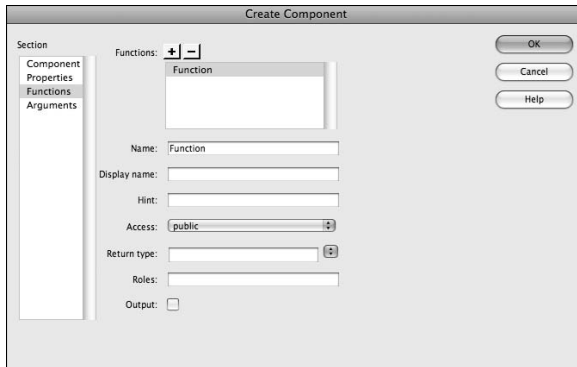 Create Component
Section
Component
Properties
Functions
Arguments
Functions: + −
Function
Name: Function
Display name:
Hint:
Access: public
Return type:
Roles:
Output:
OK
Cancel
Help